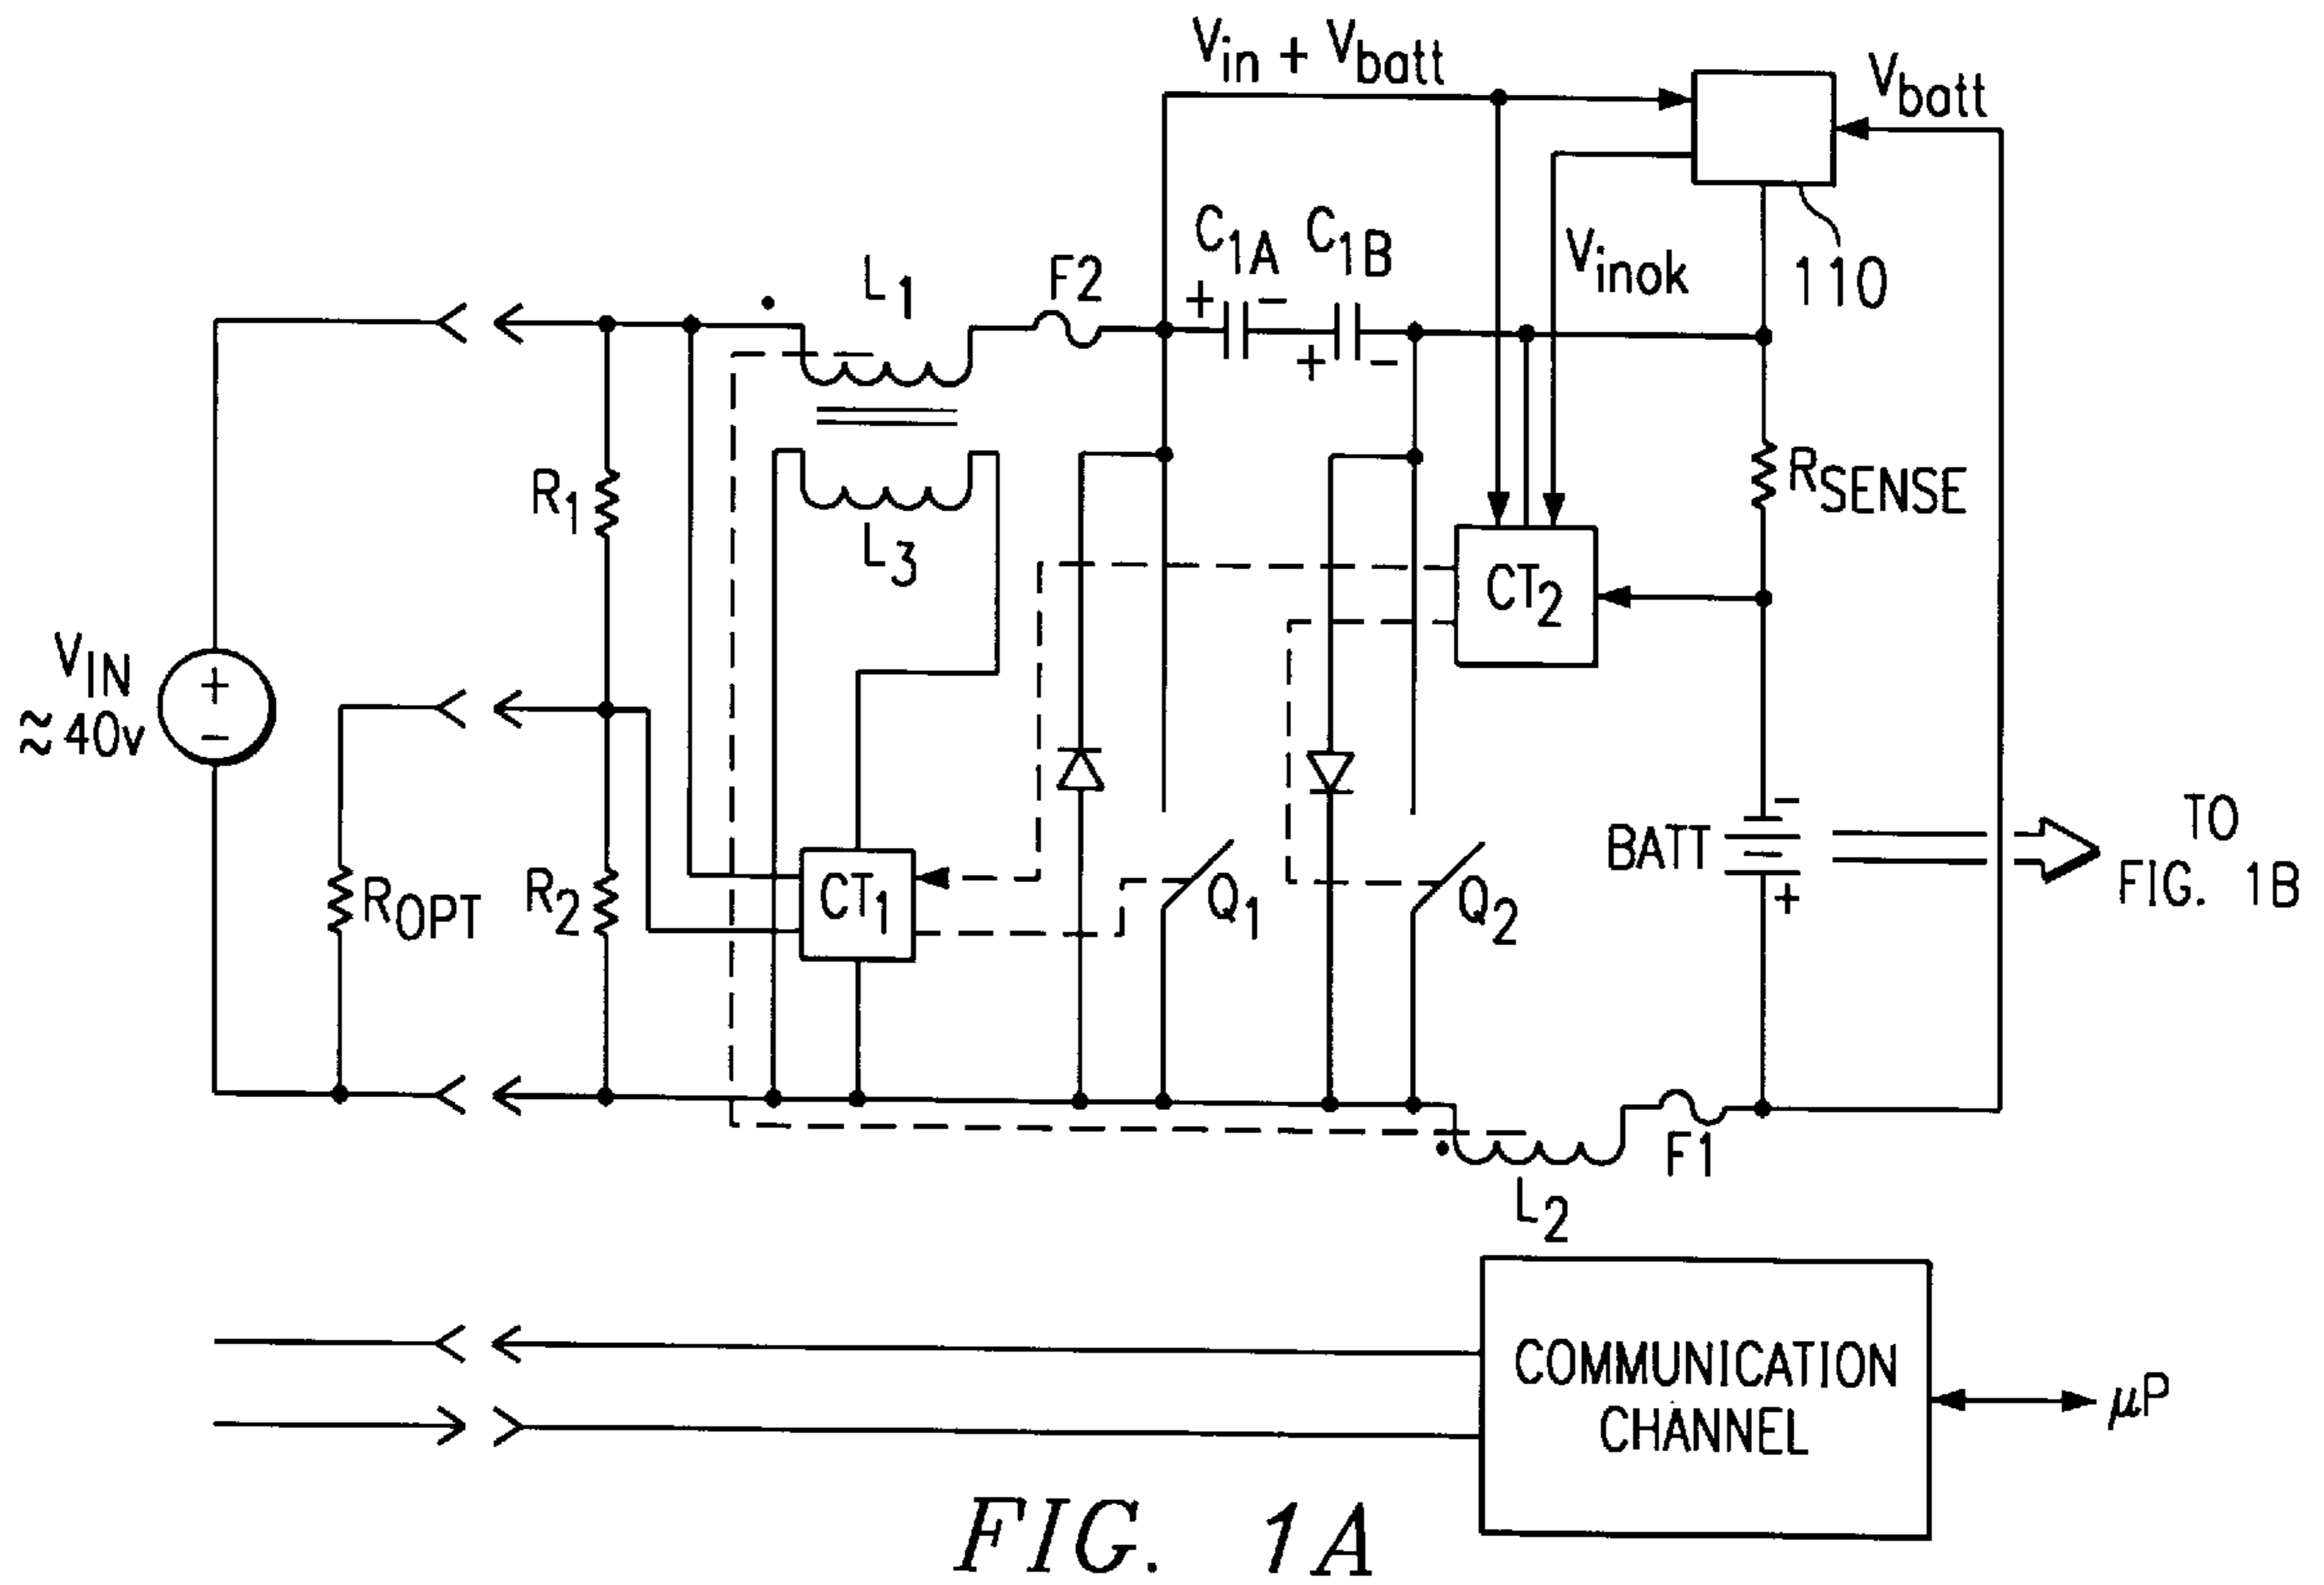 Vin + Vbatt
Vbatt
C1A C1B
Vinok
110
L1
F2
+ -
+ -
R1
L3
RSENSE
CT2
VIN
≈40v
+
-
ROPT
R2
CT1
Q1
Q2
BATT
-
+
TO
FIG. 1B
F1
L2
COMMUNICATION
CHANNEL
μP
FIG. 1A